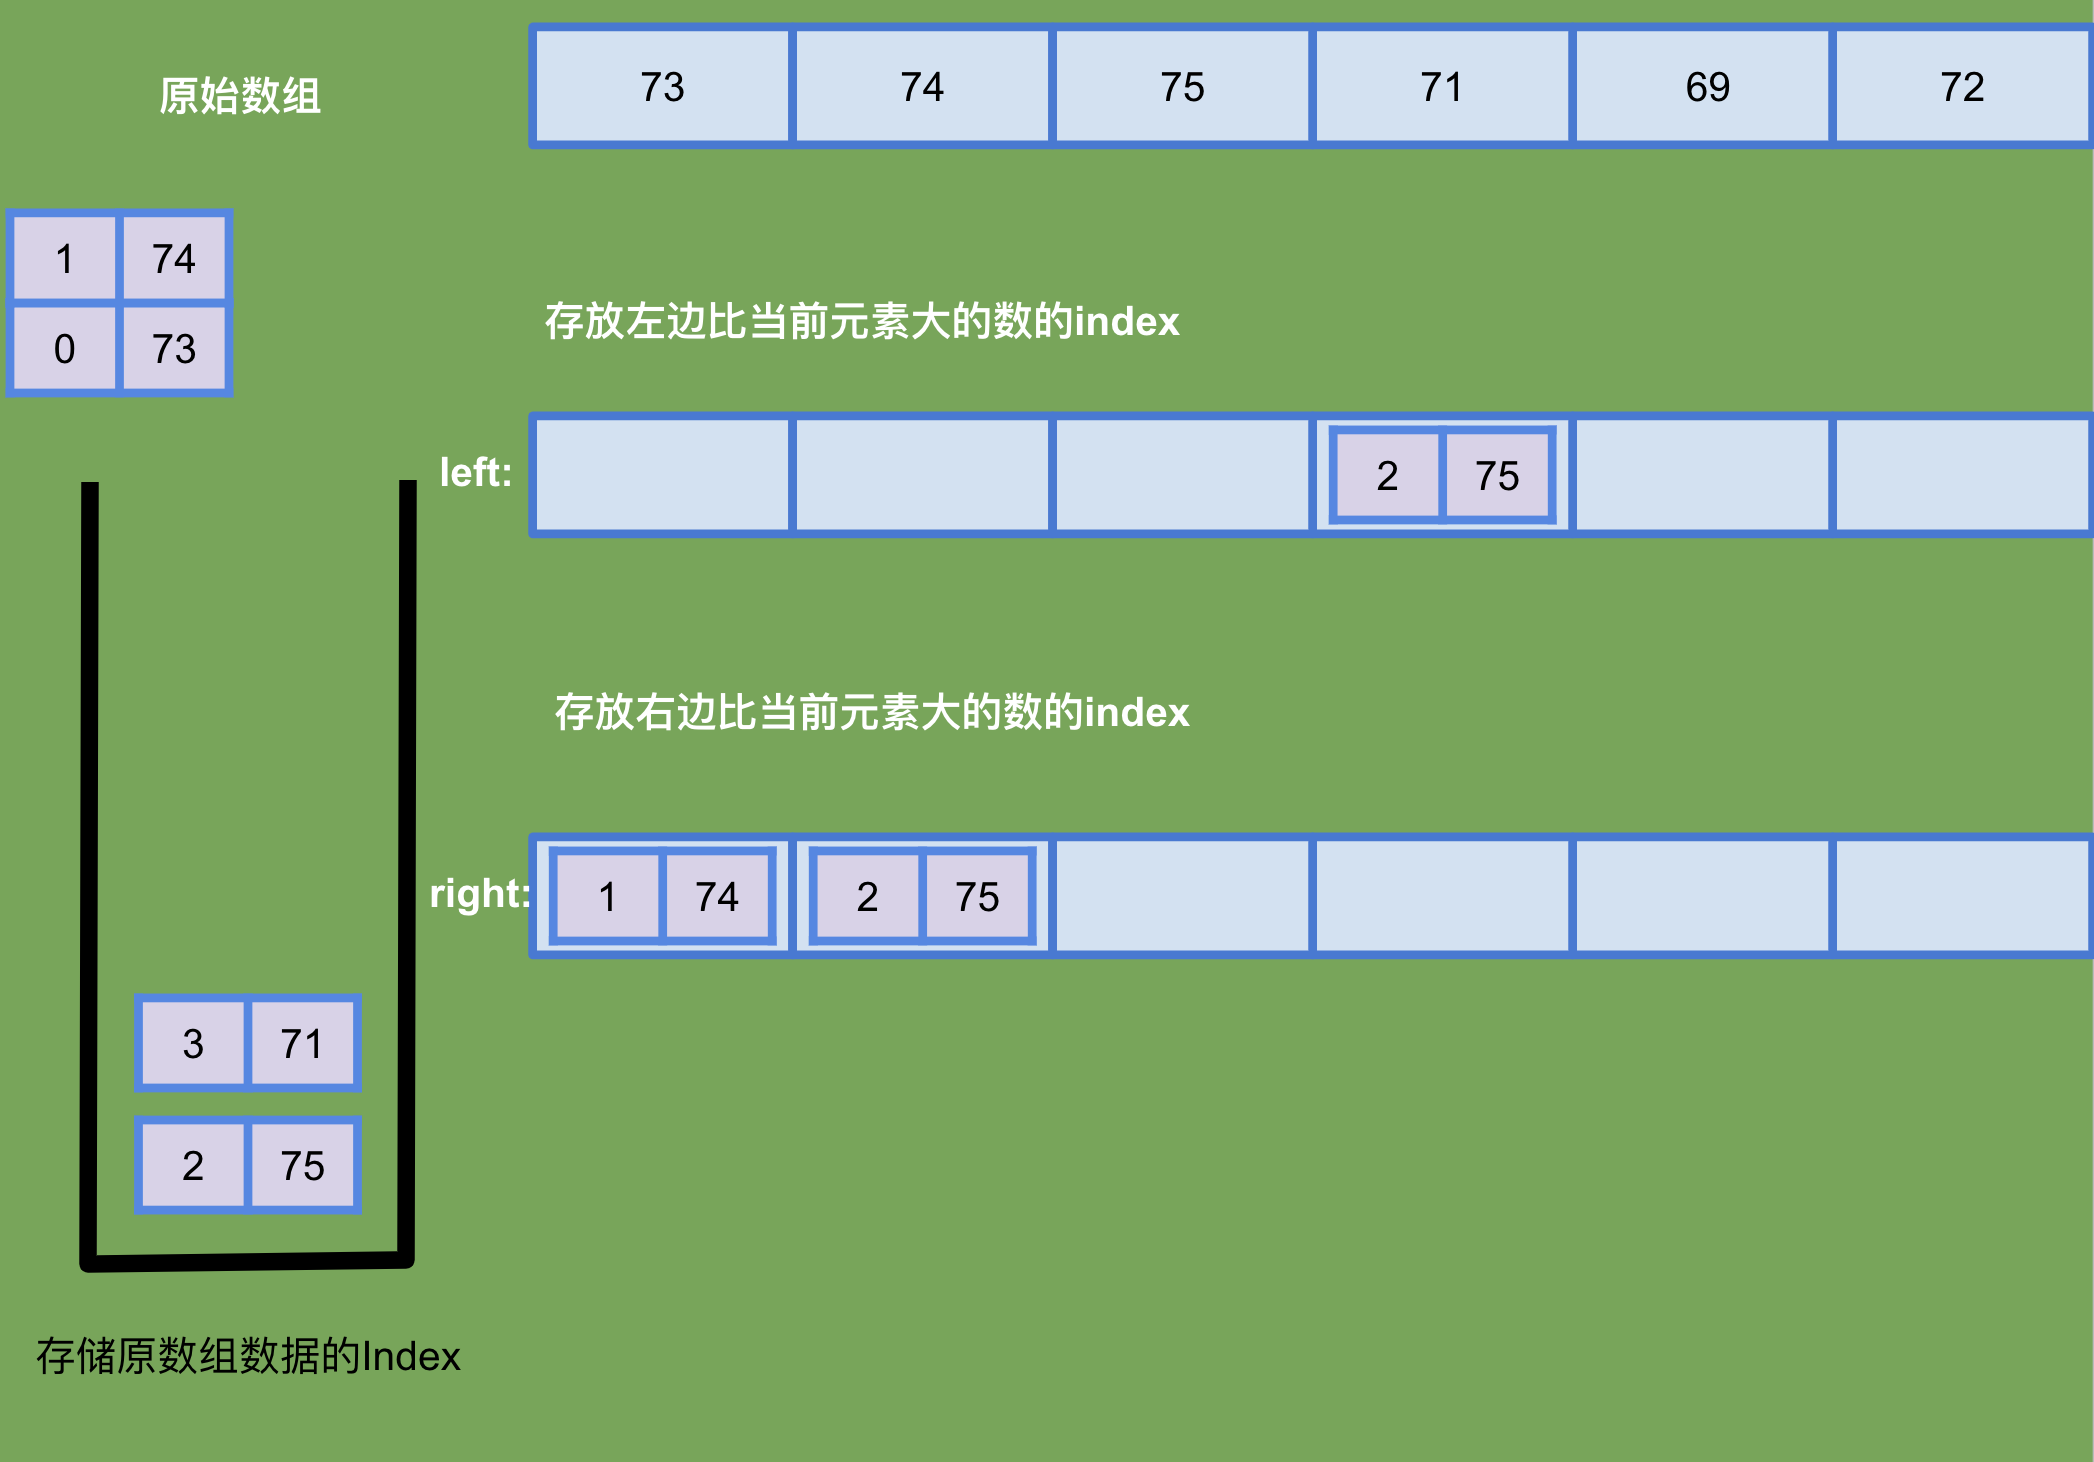 原始数组 73 74 75 71 69 72
1 74
0 73
存放左边比当前元素大的数的index
left: 2 75
存放右边比当前元素大的数的index
right: 1 74 2 75
3 71
2 75
存储原数组数据的Index